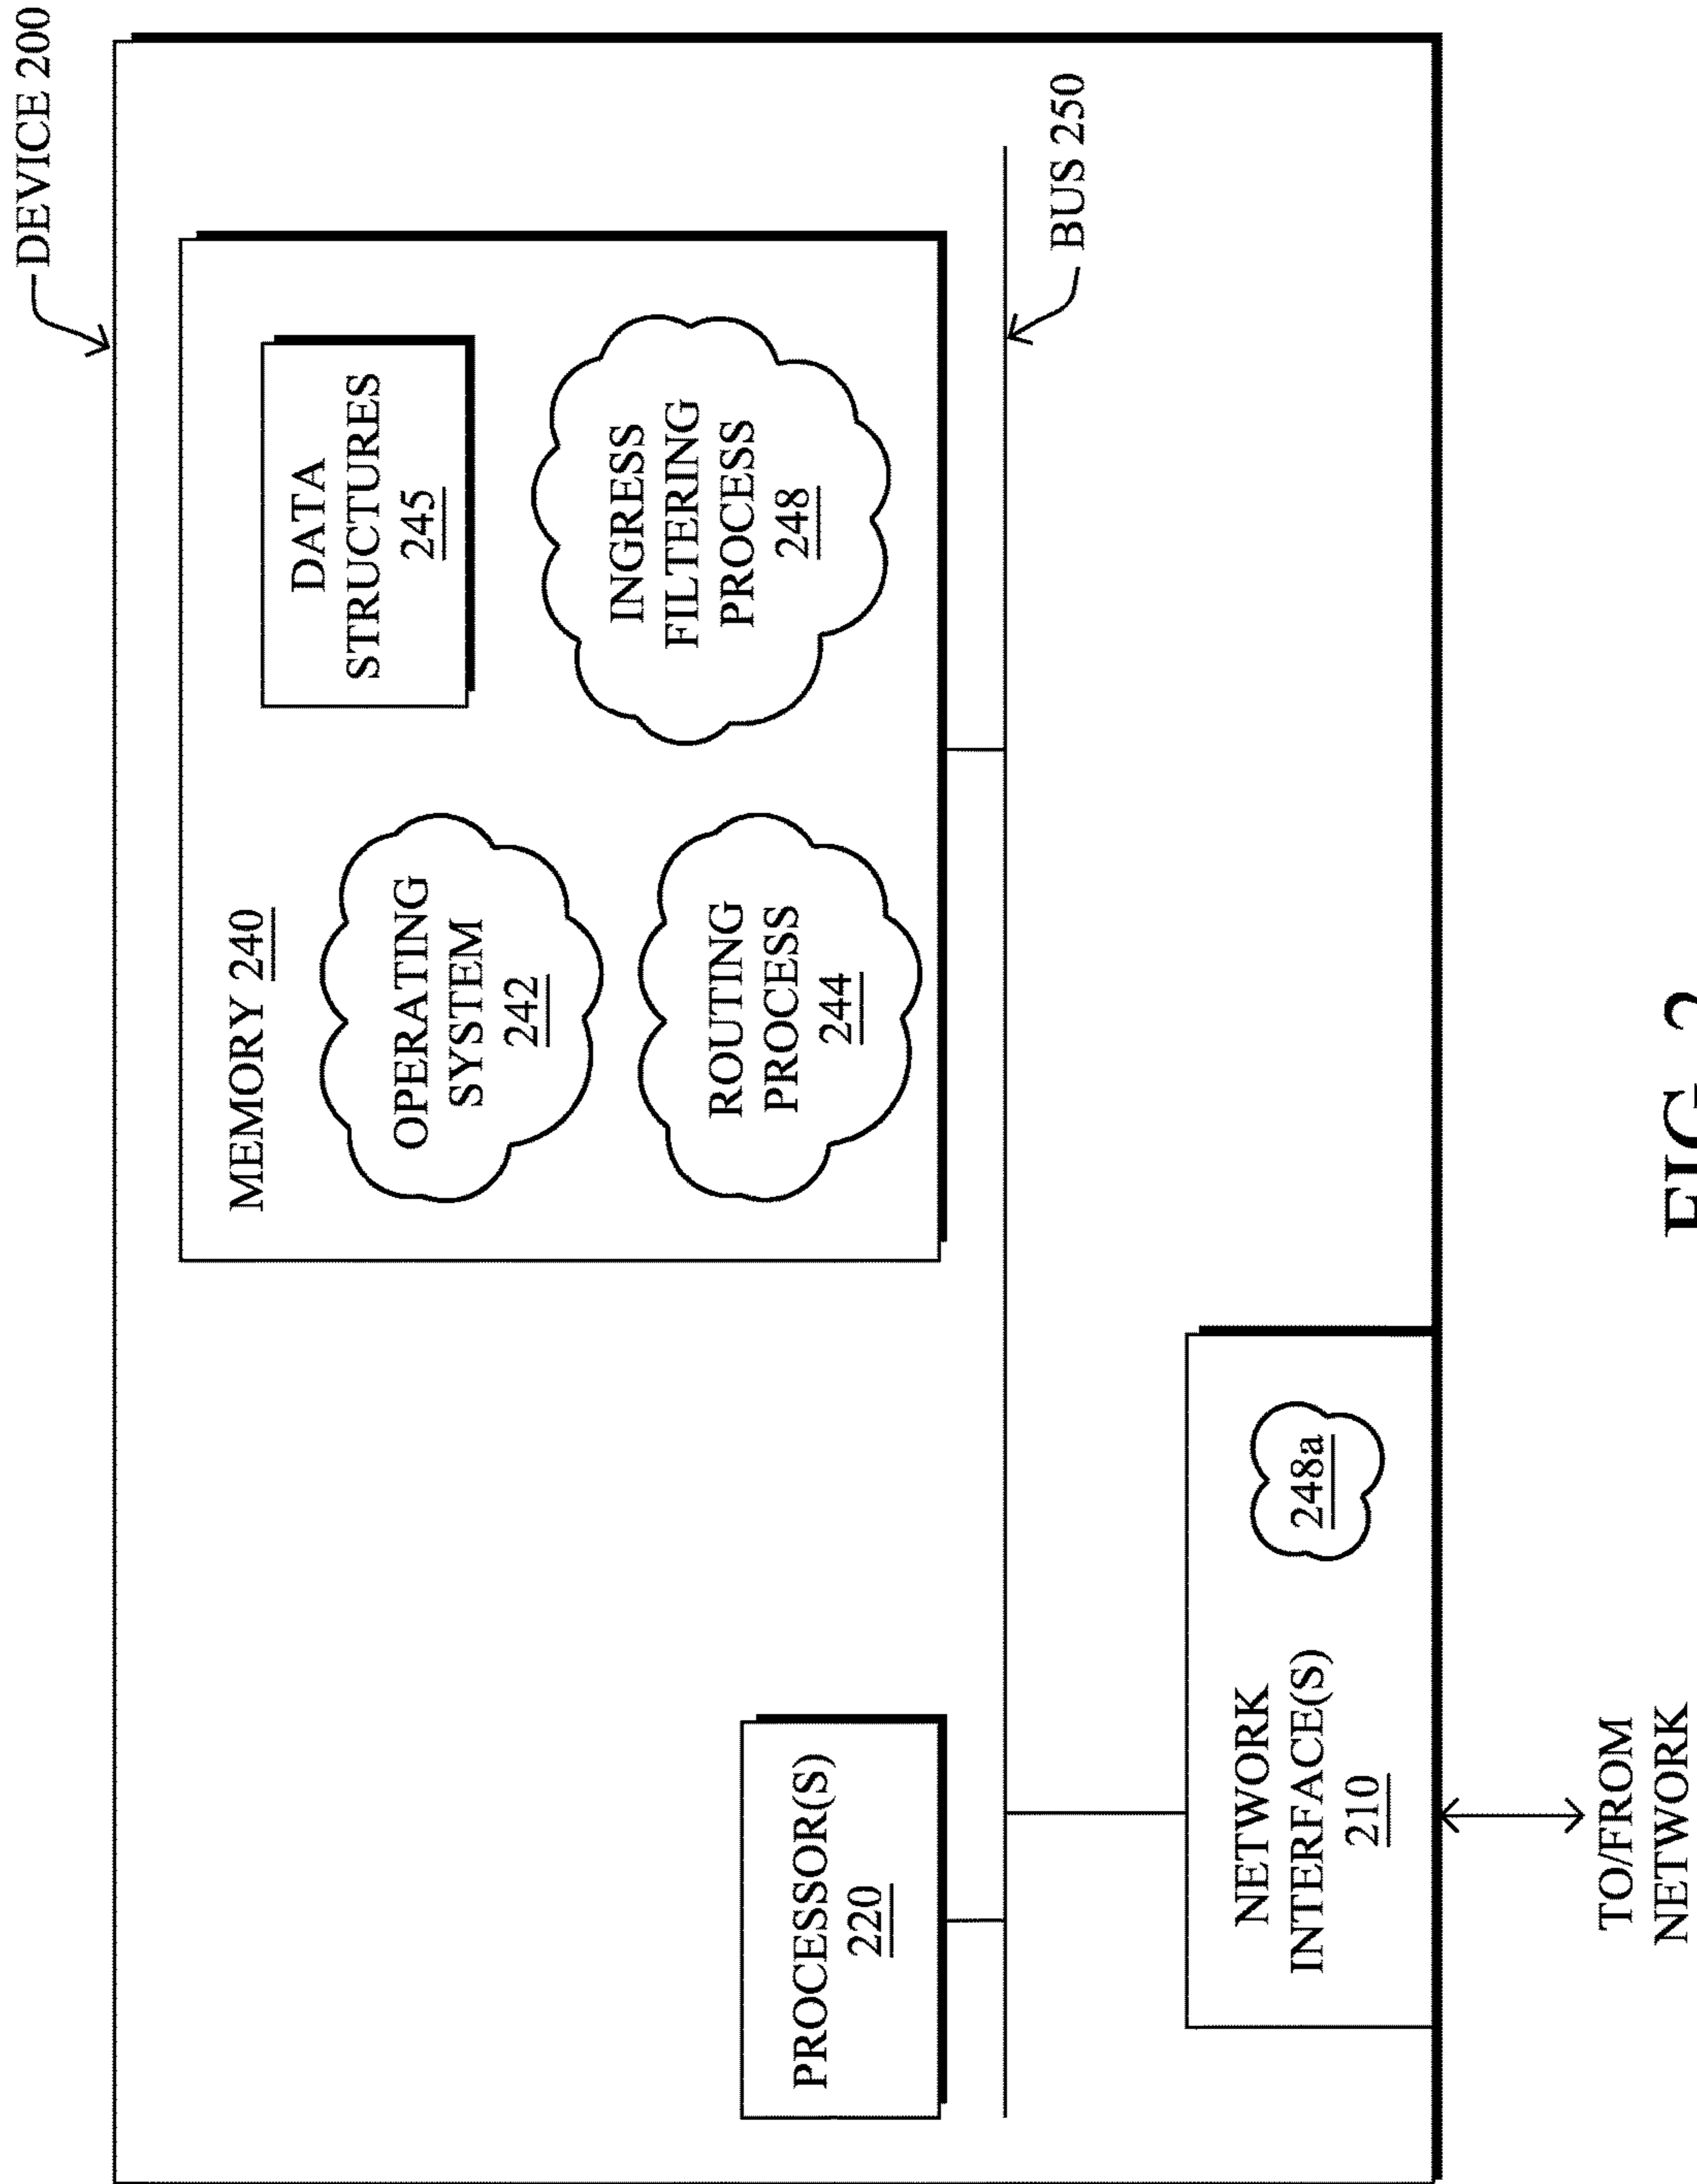 DEVICE 200
MEMORY 240
OPERATING
SYSTEM
242
DATA
STRUCTURES
245
ROUTING
PROCESS
244
INGRESS
FILTERING
PROCESS
248
PROCESSOR(S)
220
BUS 250
NETWORK
INTERFACE(S)
210
248a
TO/FROM
NETWORK
FIG. 2